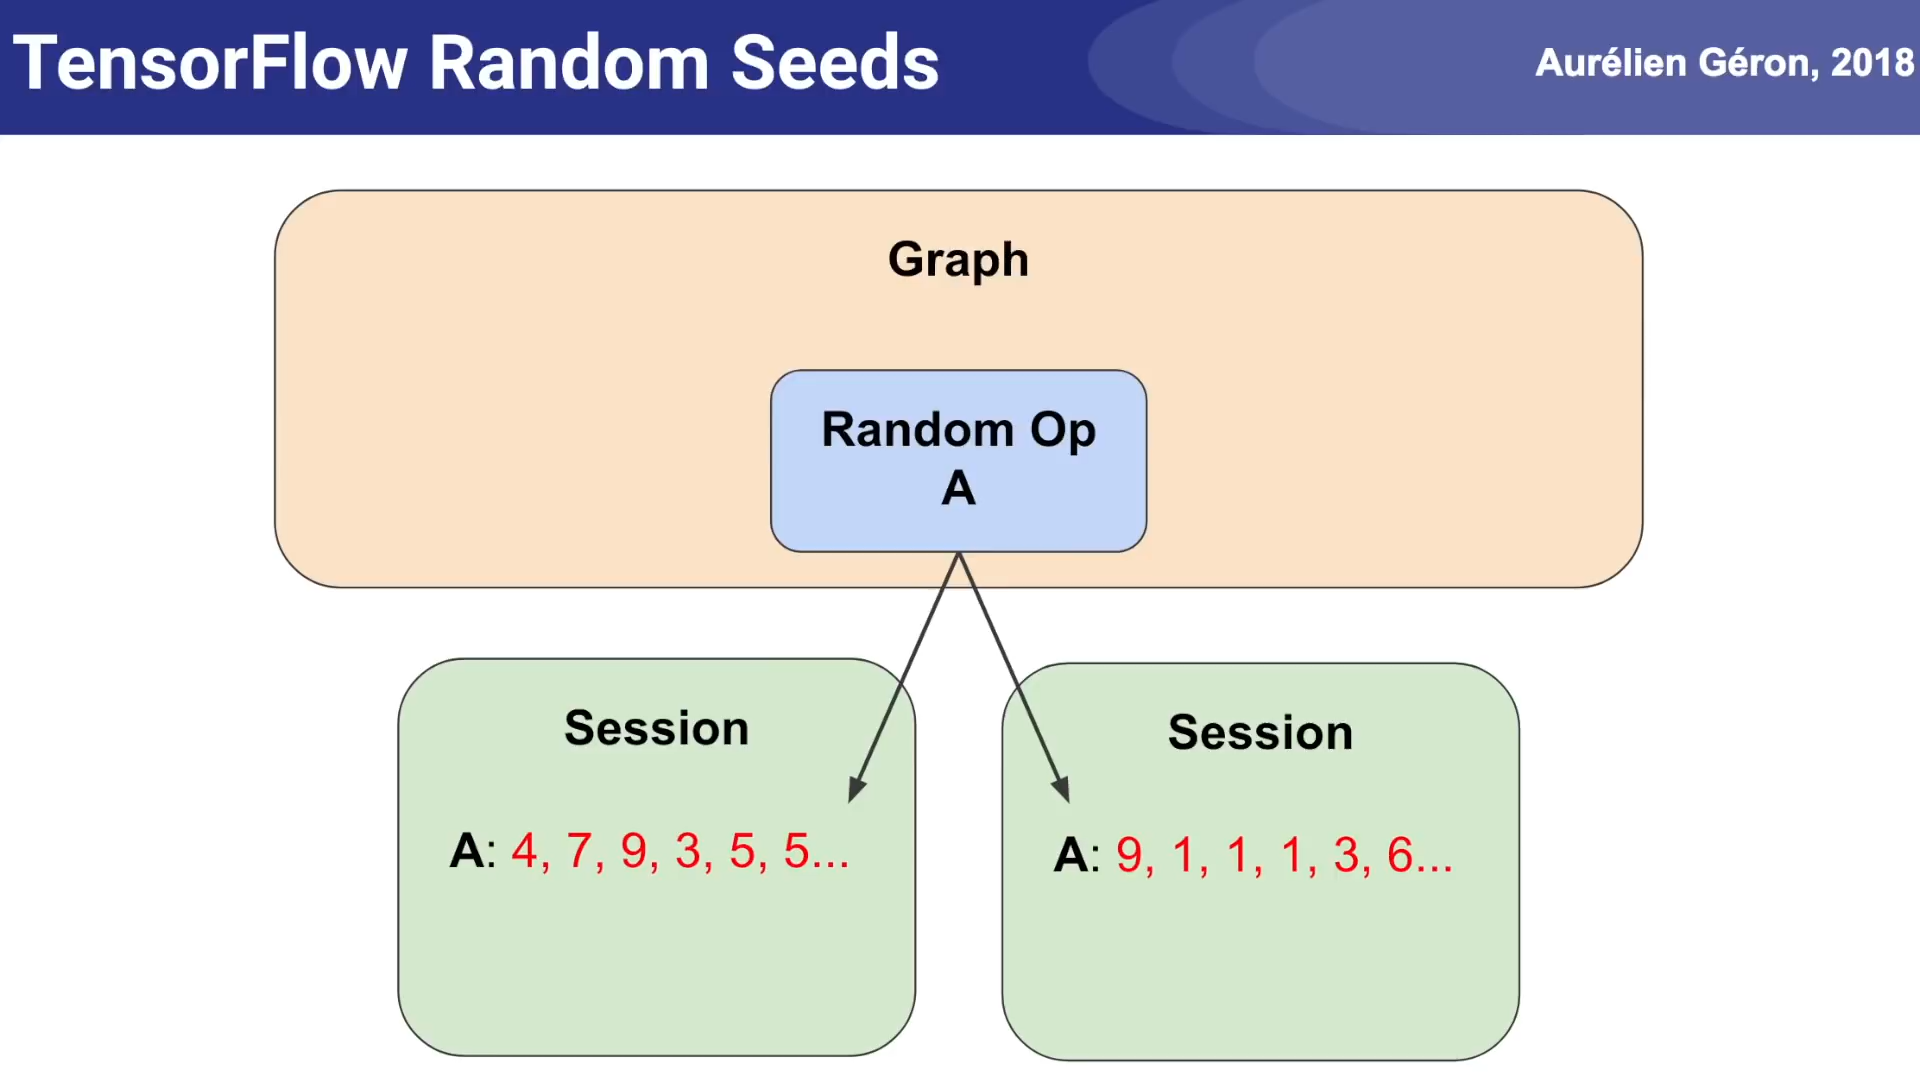 TensorFlow Random Seeds
Aurélien Géron, 2018
Graph
Random Op
A
Session
A: 4, 7, 9, 3, 5, 5...
Session
A: 9, 1, 1, 1, 3, 6...